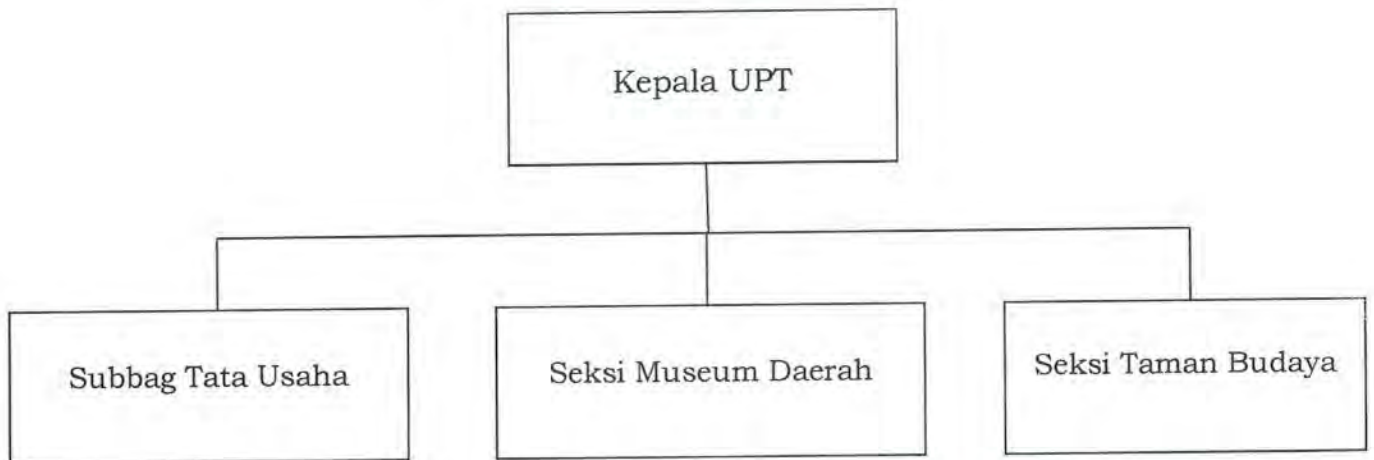 Kepala UPT
Subbag Tata Usaha
Seksi Museum Daerah
Seksi Taman Budaya